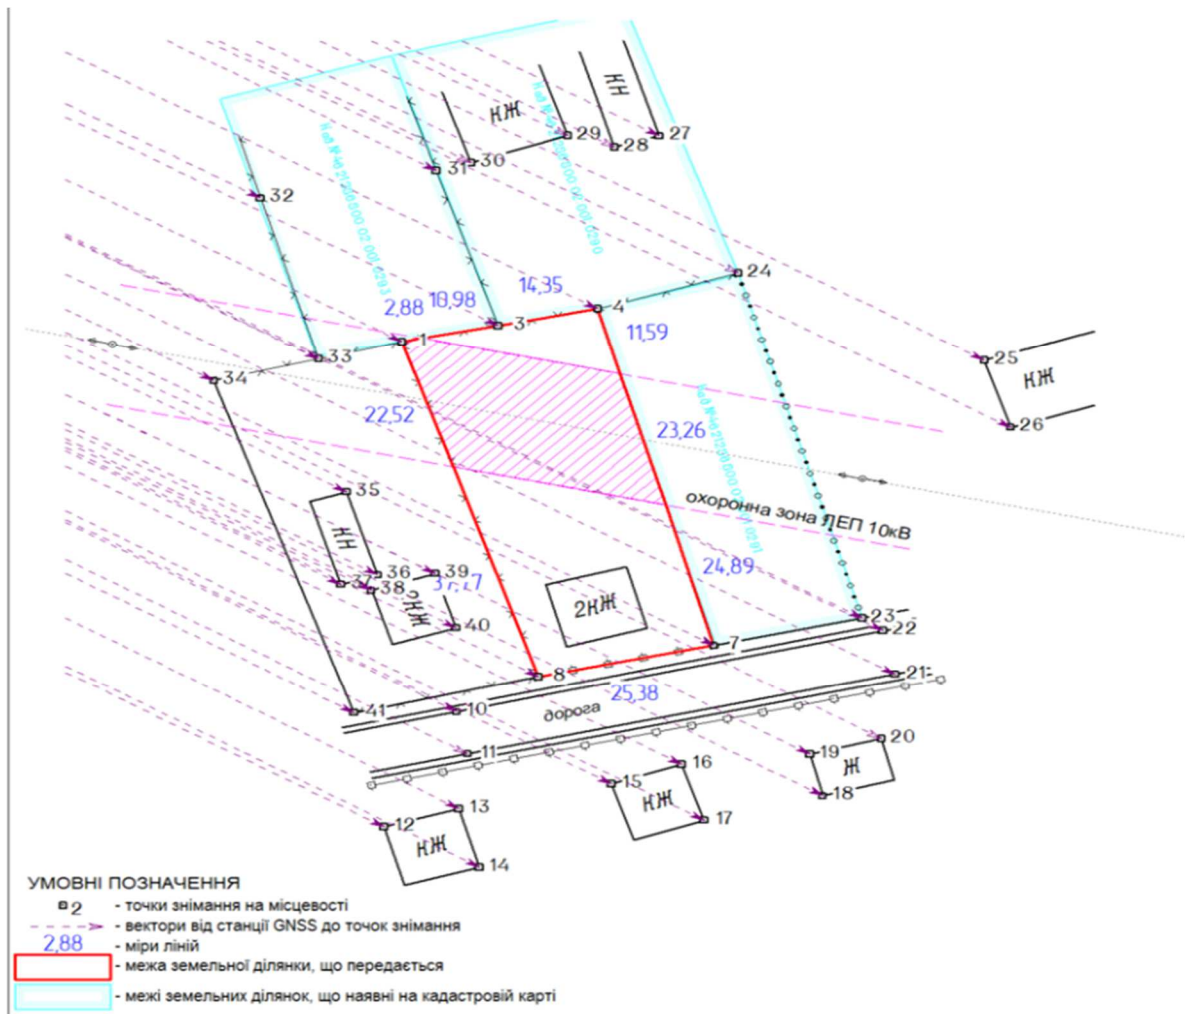 НЖ
НН
29
27
28
30
31
32
24
14,35
10,98
2,88
4
3
1
11,59
33
34
25
НЖ
26
22,52
23,26
охоронна зона ЛЕП 10кВ
35
НН
24,89
36
39
37
38
2НЖ
40
2НЖ
23
22
7
8
21
25,38
41
10
дорога
11
20
19
16
15
Ж
18
НЖ
17
13
12
НЖ
14
УМОВНІ ПОЗНАЧЕННЯ
2 - точки знімання на місцевості
- вектори від станції GNSS до точок знімання
2,88 - міри ліній
- межа земельної ділянки, що передається
- межі земельних ділянок, що наявні на кадастровій карті